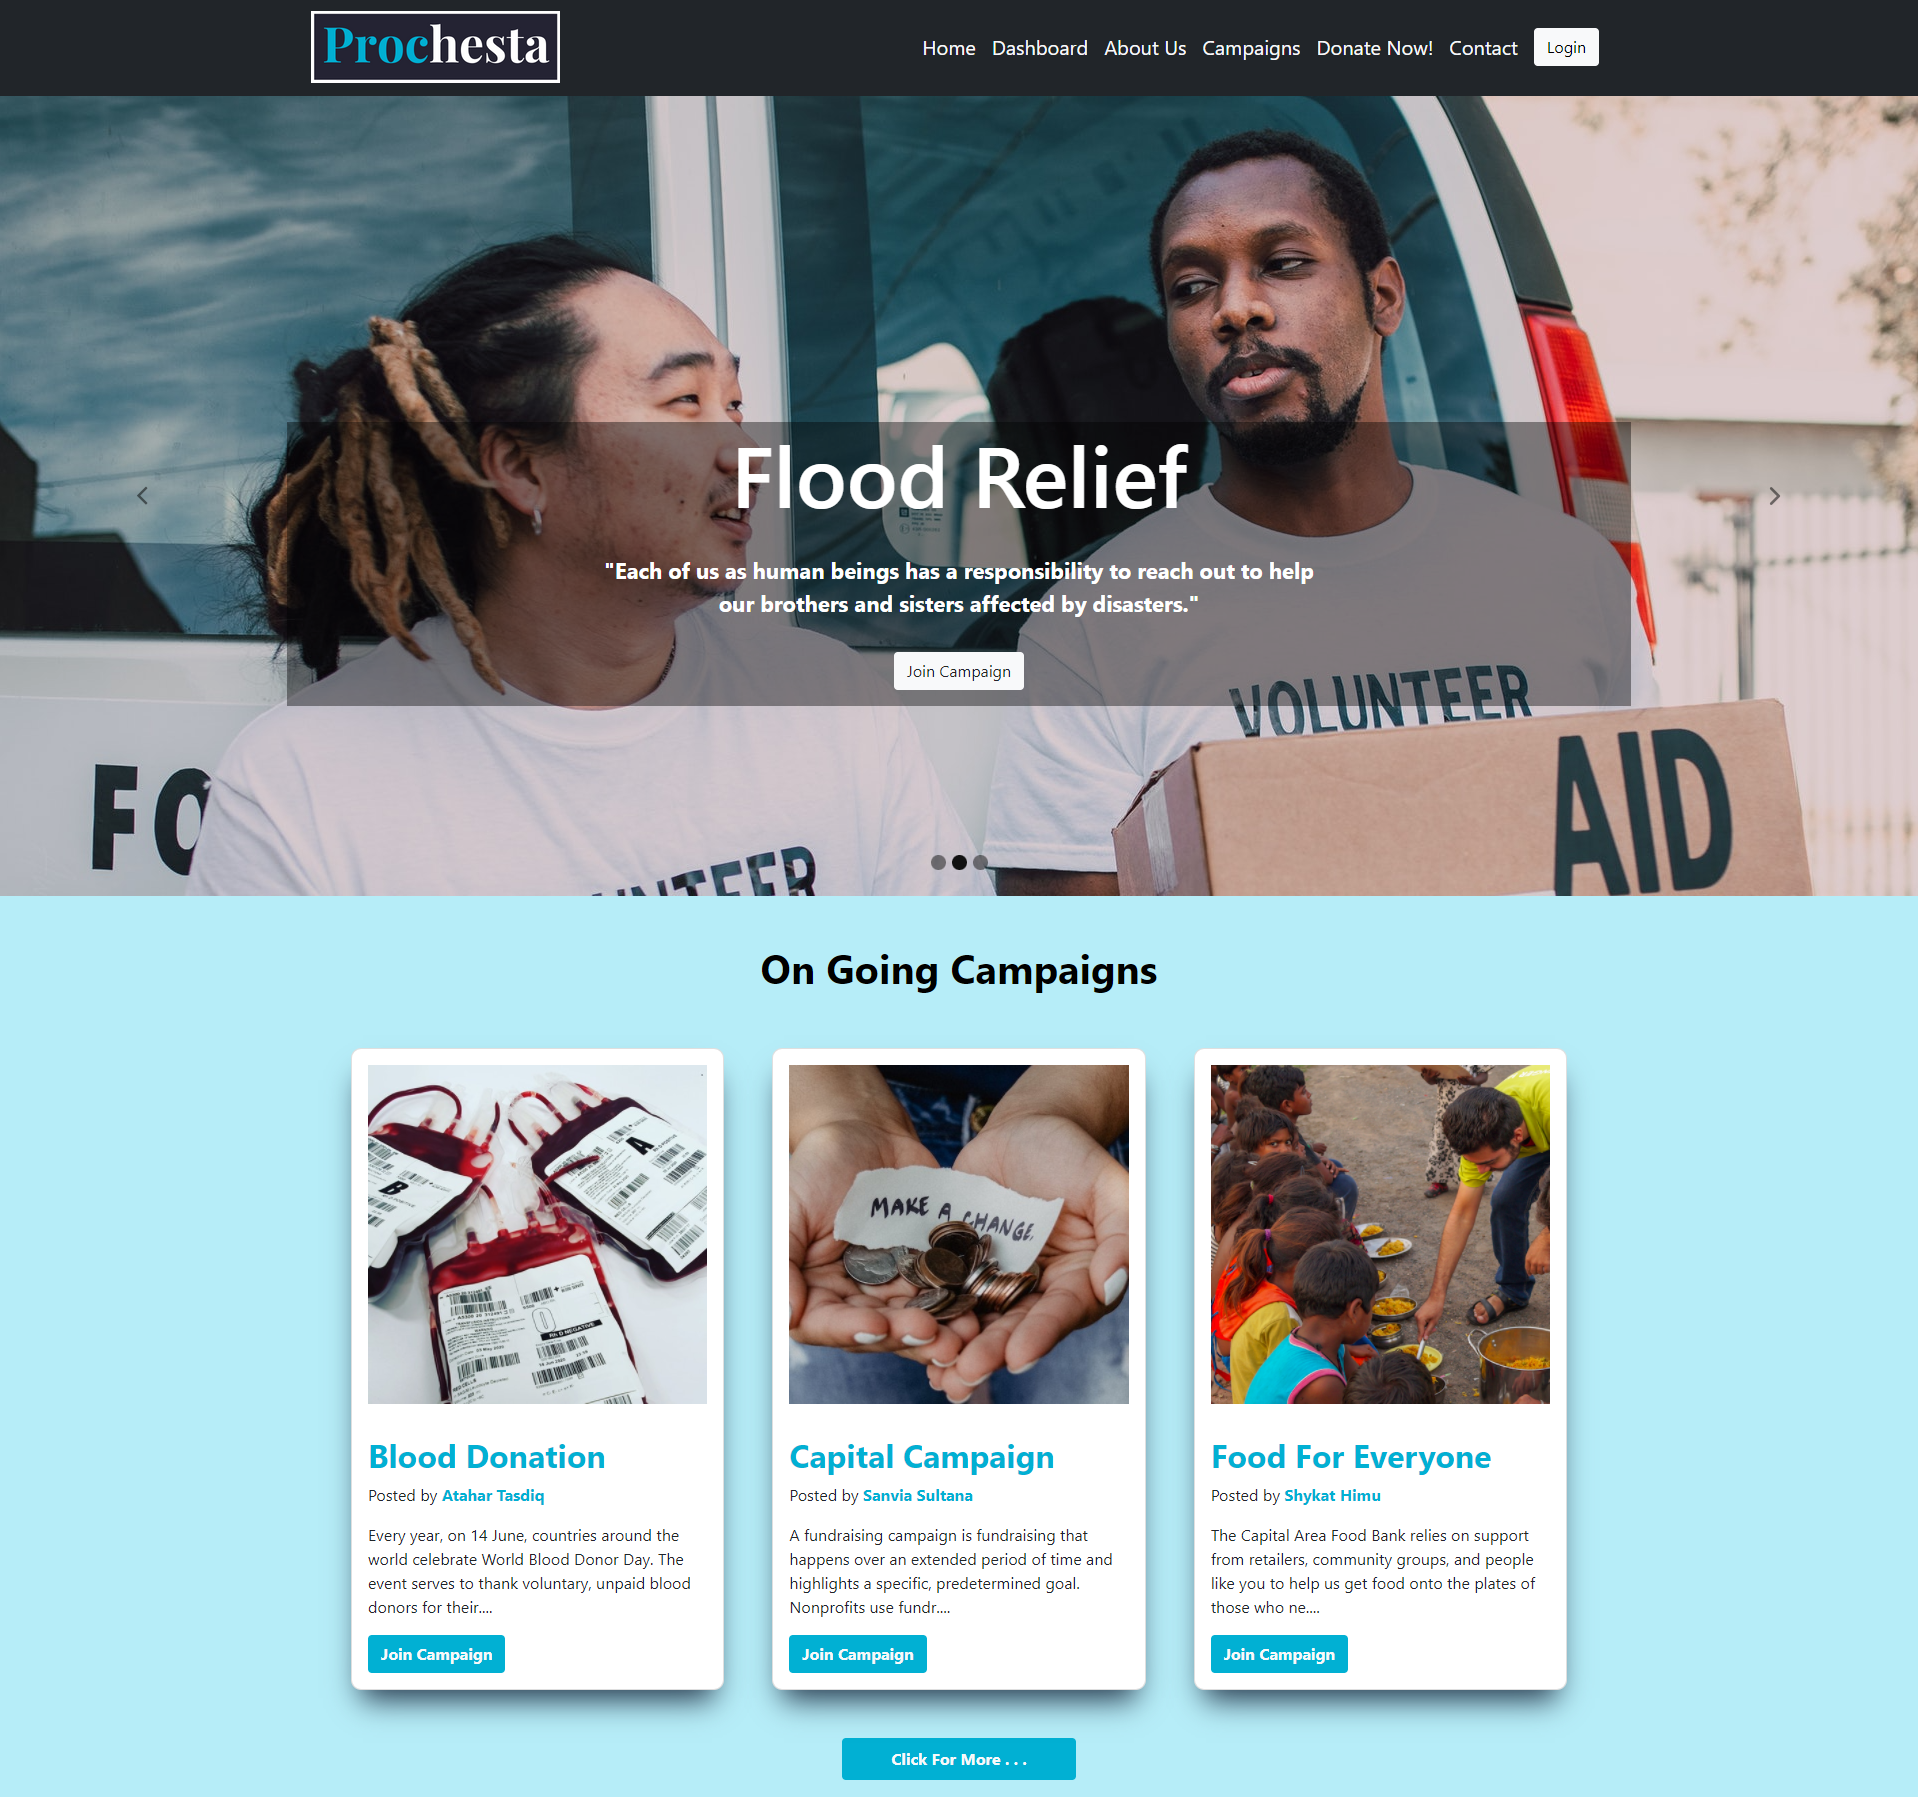 Prochesta
Home Dashboard About Us Campaigns Donate Now! Contact Login
Flood Relief
"Each of us as human beings has a responsibility to reach out to help
our brothers and sisters affected by disasters."
Join Campaign
VOLUNTEER
AID
FO
VOLUNTEER
On Going Campaigns
A
B
Rh D NEGATIVE
MAKE A CHANGE.
Blood Donation
Posted by Atahar Tasdiq
Every year, on 14 June, countries around the
world celebrate World Blood Donor Day. The
event serves to thank voluntary, unpaid blood
donors for their....
Join Campaign
Capital Campaign
Posted by Sanvia Sultana
A fundraising campaign is fundraising that
happens over an extended period of time and
highlights a specific, predetermined goal.
Nonprofits use fundr....
Join Campaign
Food For Everyone
Posted by Shykat Himu
The Capital Area Food Bank relies on support
from retailers, community groups, and people
like you to help us get food onto the plates of
those who ne....
Join Campaign
Click For More . . .